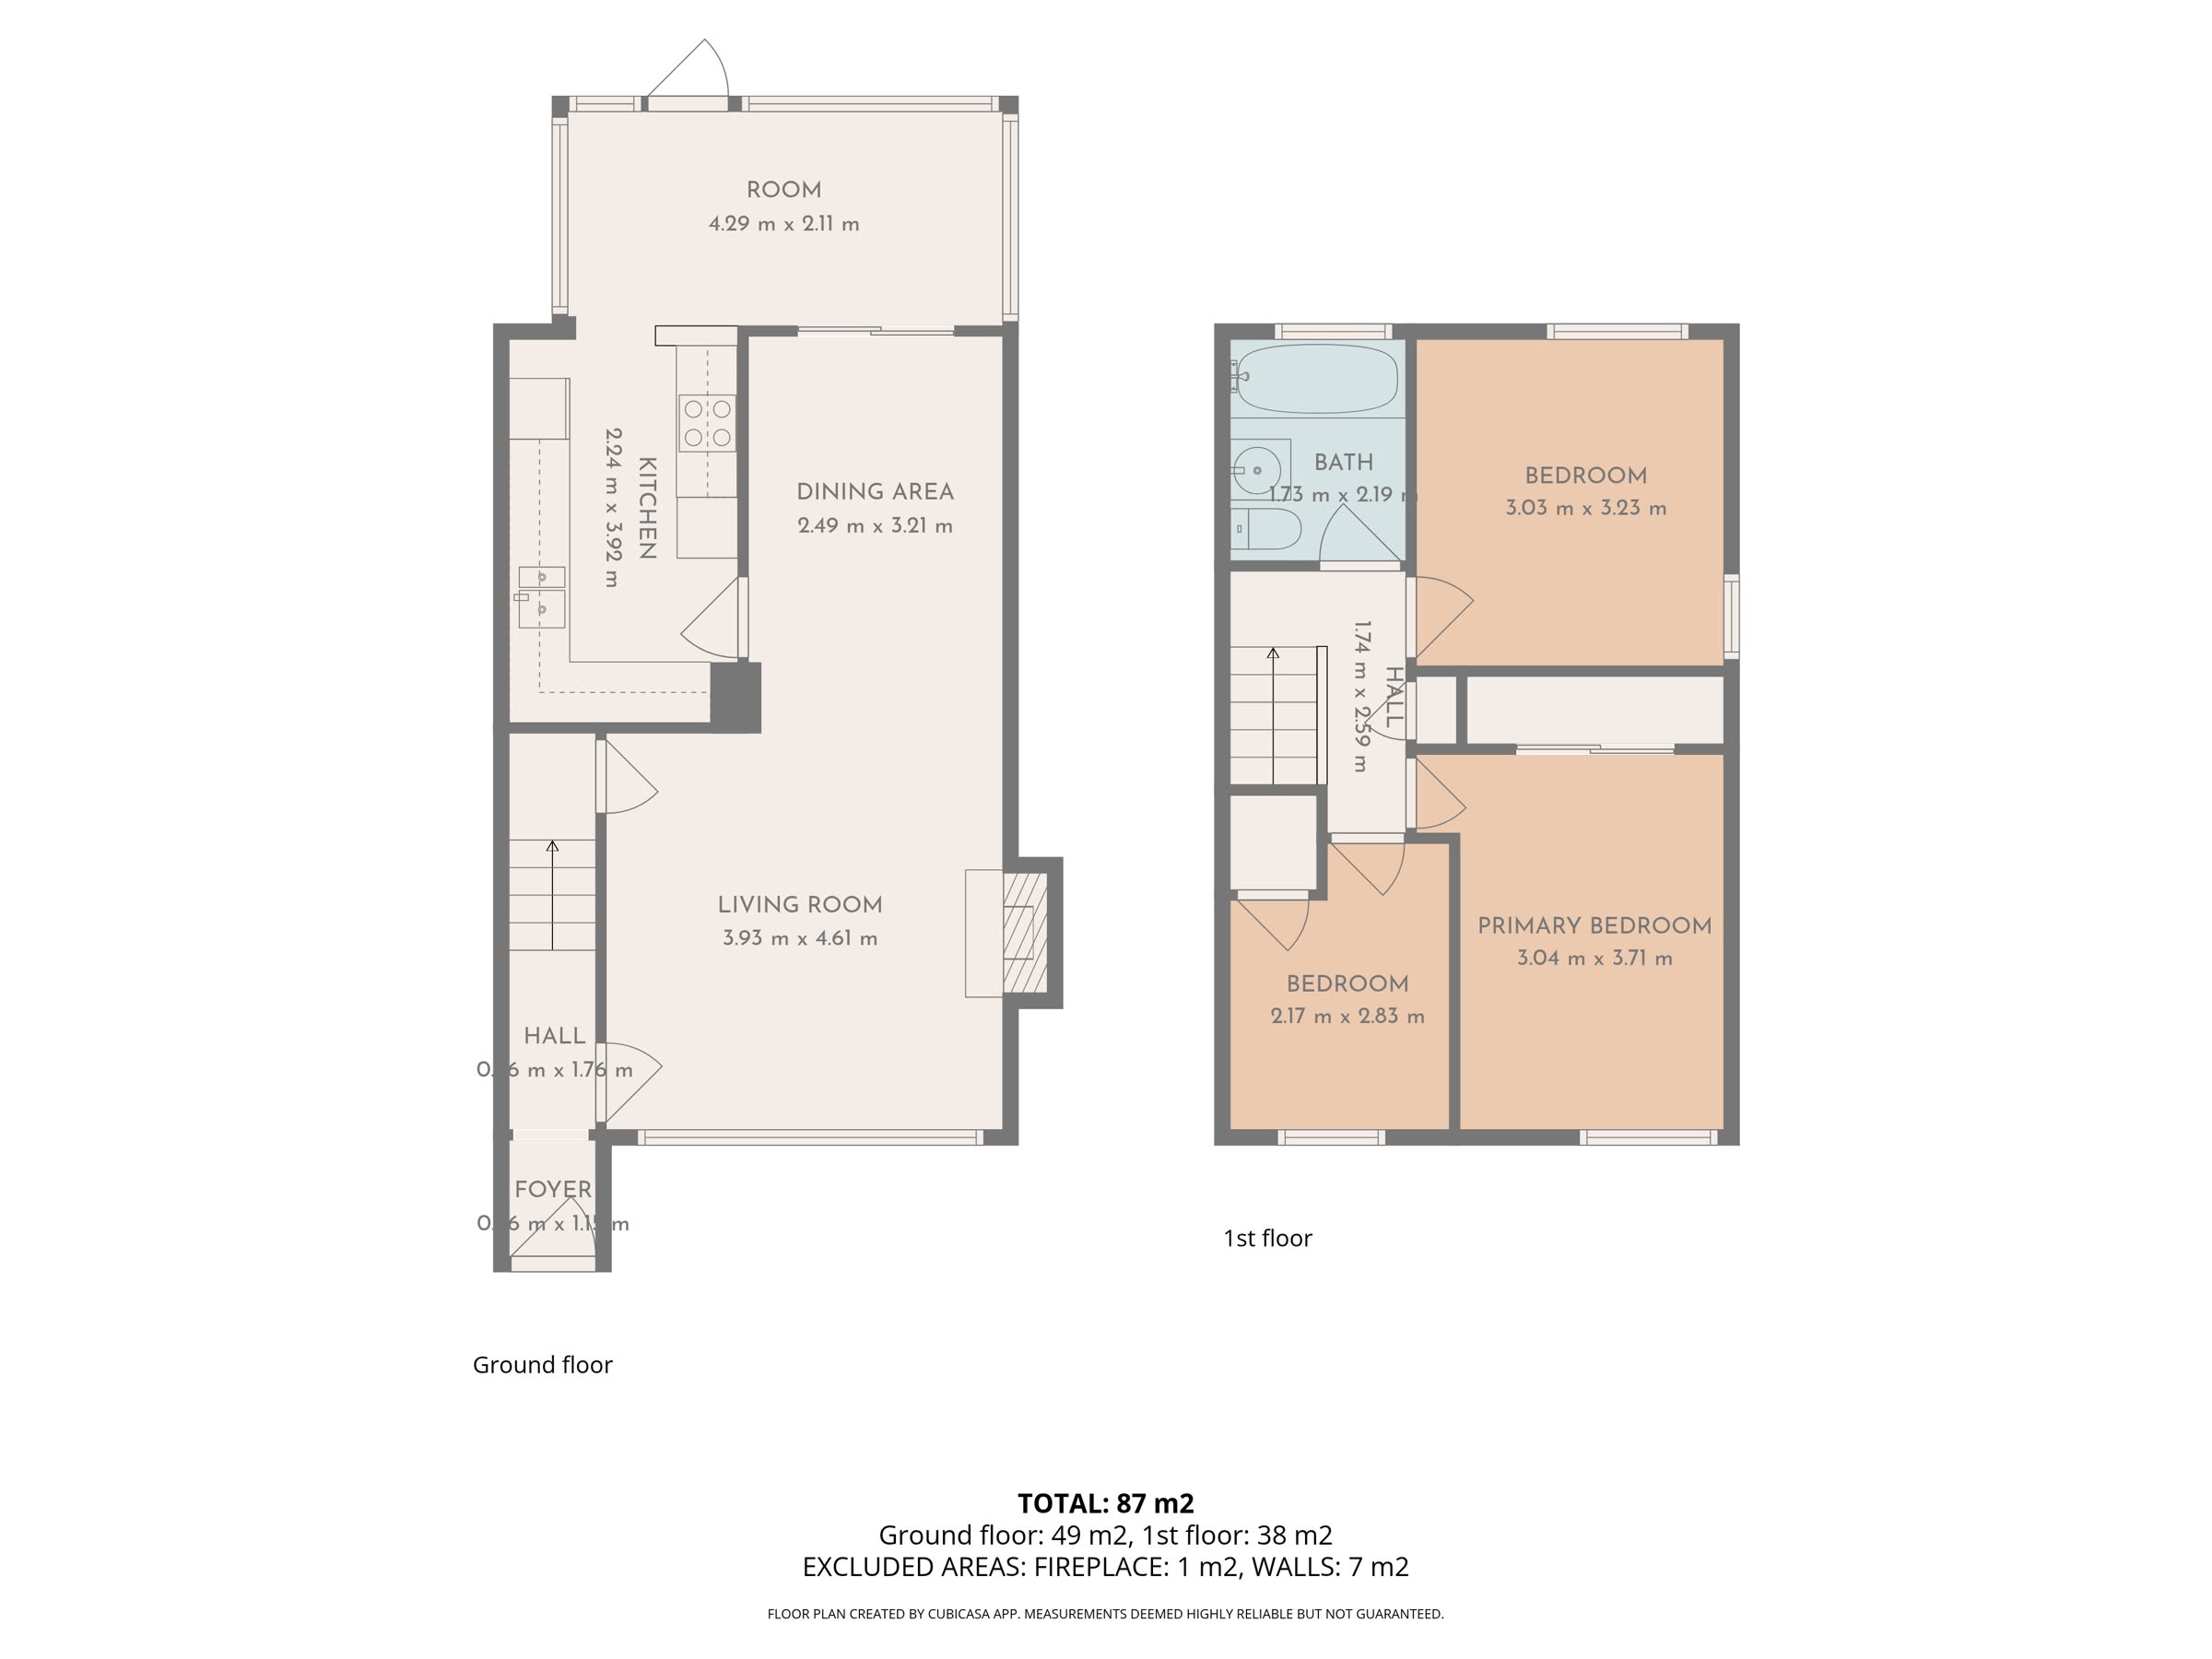 ROOM
4.29 m x 2.11 m
KITCHEN
2.24 m x 3.92 m
DINING AREA
2.49 m x 3.21 m
LIVING ROOM
3.93 m x 4.61 m
HALL
m x 1.76 m
FOYER
m x m
Ground floor
BATH
1.73 m x 2.19 m
BEDROOM
3.03 m x 3.23 m
HALL
1.74 m x 2.59 m
PRIMARY BEDROOM
3.04 m x 3.71 m
BEDROOM
2.17 m x 2.83 m
1st floor
TOTAL: 87 m2
Ground floor: 49 m2, 1st floor: 38 m2
EXCLUDED AREAS: FIREPLACE: 1 m2, WALLS: 7 m2
FLOOR PLAN CREATED BY CUBICASA APP. MEASUREMENTS DEEMED HIGHLY RELIABLE BUT NOT GUARANTEED.